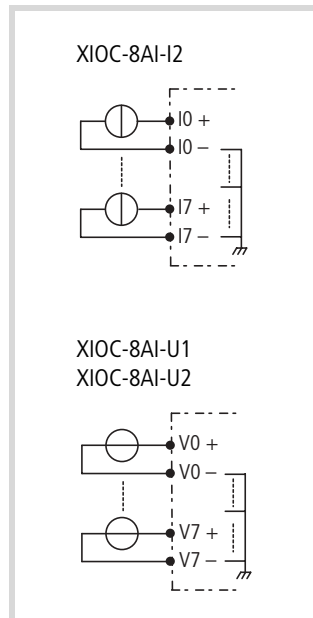 XIOC-8AI-I2
I0 +
I0 –
I7 +
I7 –
XIOC-8AI-U1
XIOC-8AI-U2
V0 +
V0 –
V7 +
V7 –